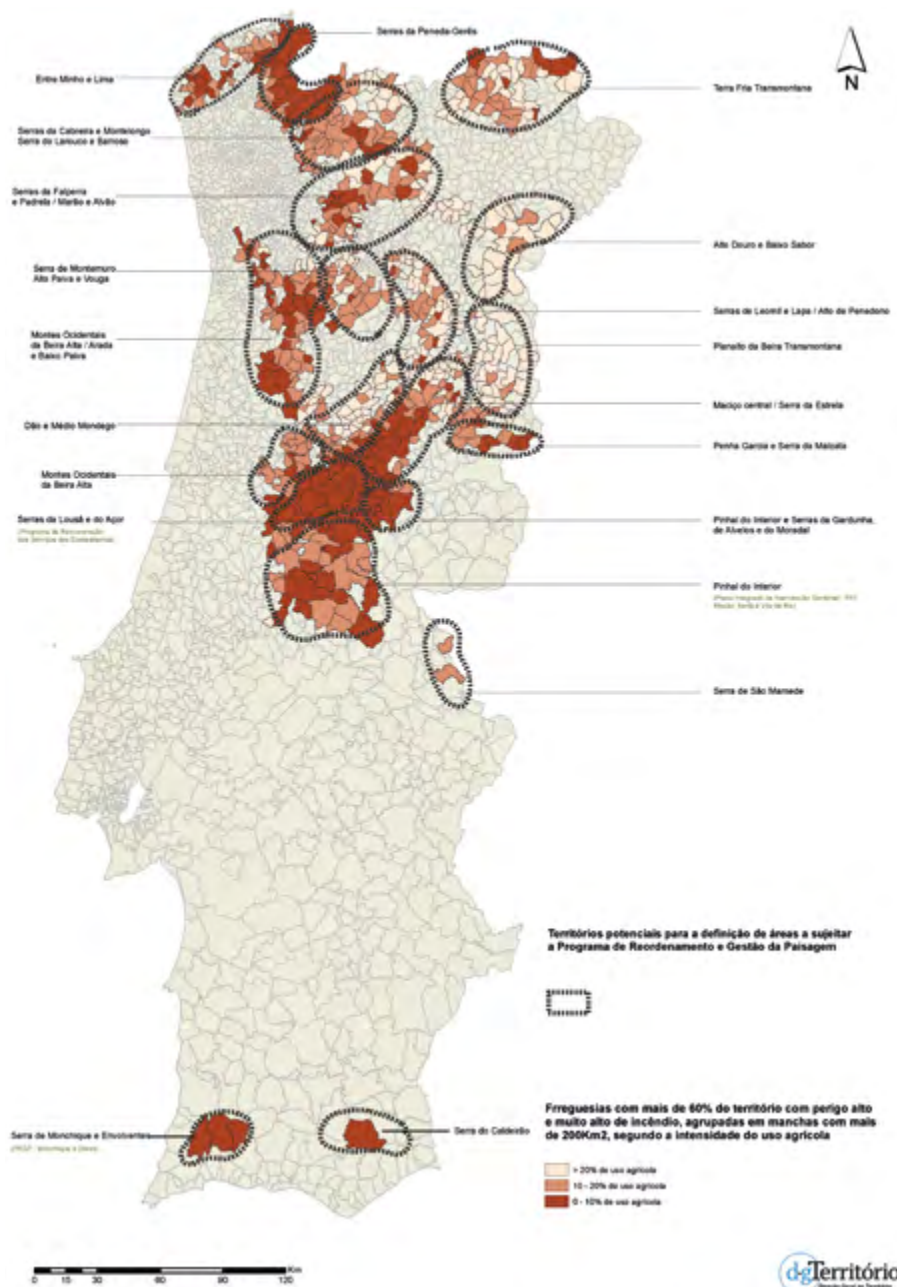 Serras da Peneda-Gerês
Entre Minho e Lima
Terra Fria Transmontana
N
Serras da Cabreira e Montelongo
Serra do Larouco e Barroso
Serras da Falperra
e Padrela / Marão e Alvão
Alto Douro e Baixo Sabor
Serra de Montemuro
Alto Paiva e Vouga
Serras de Leomil e Lapa / Alto de Penedono
Montes Ocidentais
da Beira Alta / Arada
e Baixo Paiva
Planalto da Beira Transmontana
Maciço central / Serra da Estrela
Dão e Médio Mondego
Penha Garcia e Serra da Malcata
Montes Ocidentais
da Beira Alta
Serras da Lousã e do Açor
Pinhal do Interior e Serras da Gardunha,
de Alvelos e do Moradal
Pinhal do Interior
Serra de São Mamede
Territórios potenciais para a definição de áreas a sujeitar
a Programa de Reordenamento e Gestão da Paisagem
Frreguesias com mais de 60% do território com perigo alto
e muito alto de incêndio, agrupadas em manchas com mais
de 200Km2, segundo a intensidade do uso agrícola
Serra de Monchique e Envolventes
Serra do Caldeirão
> 20% de uso agrícola
10 - 20% de uso agrícola
0 - 10% de uso agrícola
Km
0 15 30 60 90 120
dgTerritório